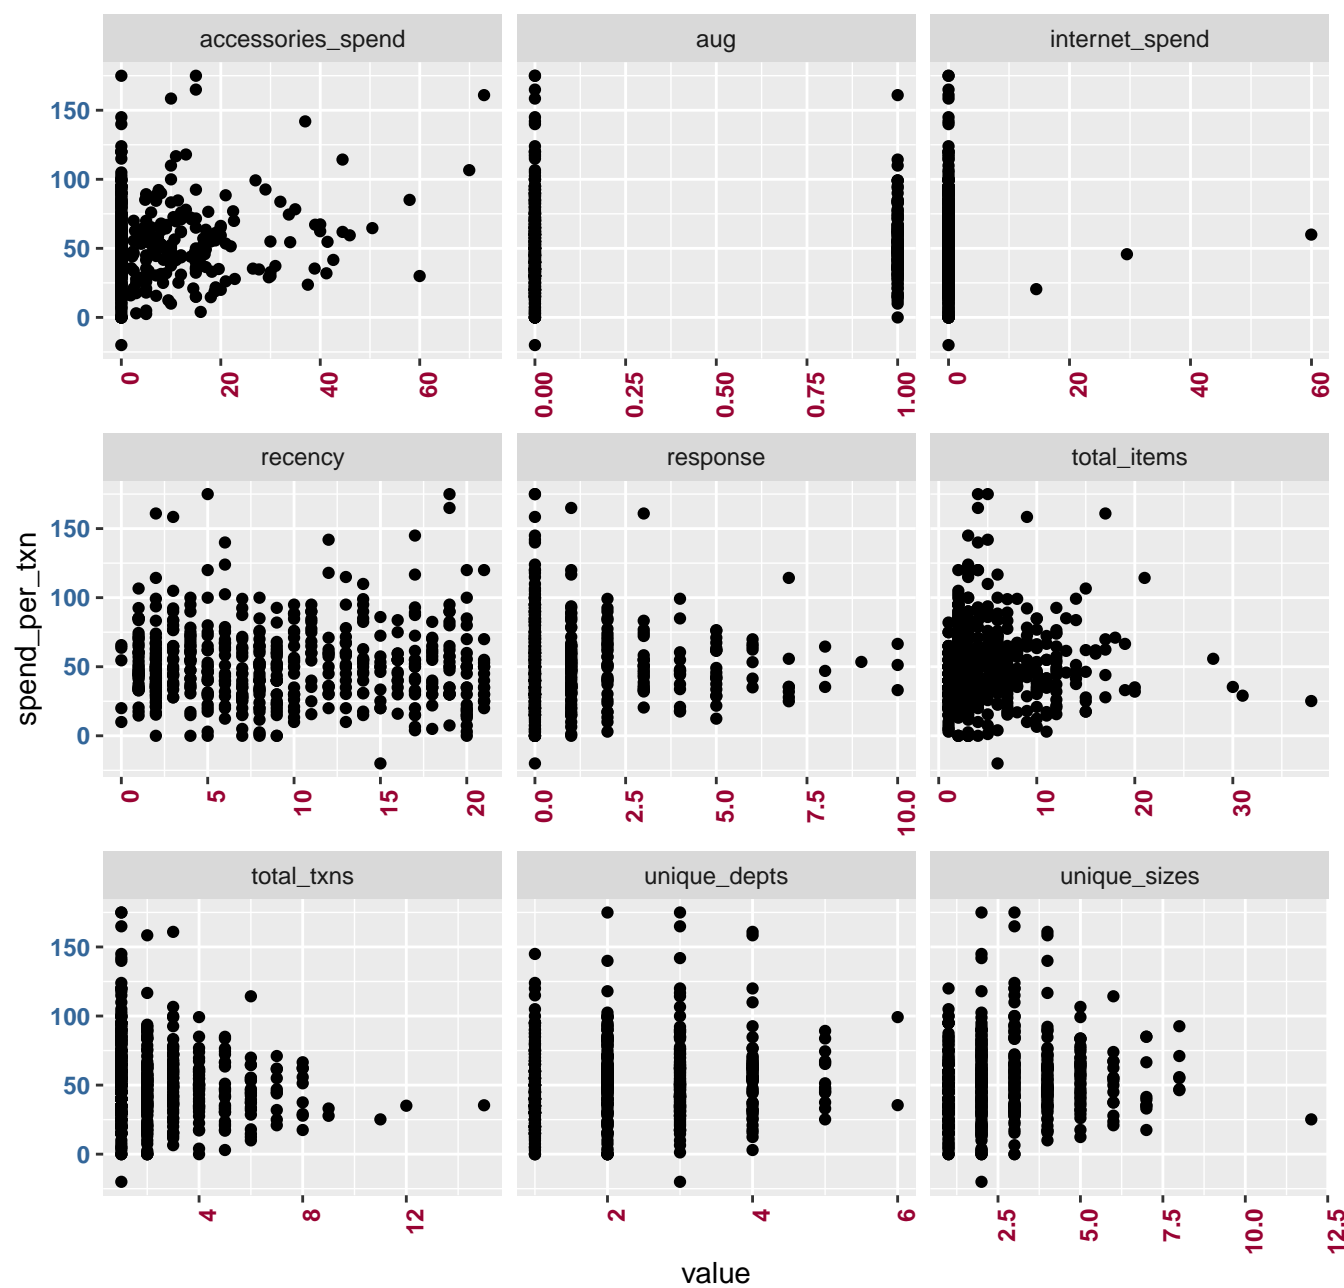 accessories_spend aug internet_spend
150
100
50
0
0 20 40 60 0.00 0.25 0.50 0.75 1.00 0 20 40 60
recency response total_items
150
100
50
0
0 5 10 15 20 0.0 2.5 5.0 7.5 10.0 0 10 20 30
spend_per_txn
total_txns unique_depts unique_sizes
150
100
50
0
4 8 12 2 4 6 2.5 5.0 7.5 10.0 12.5
value